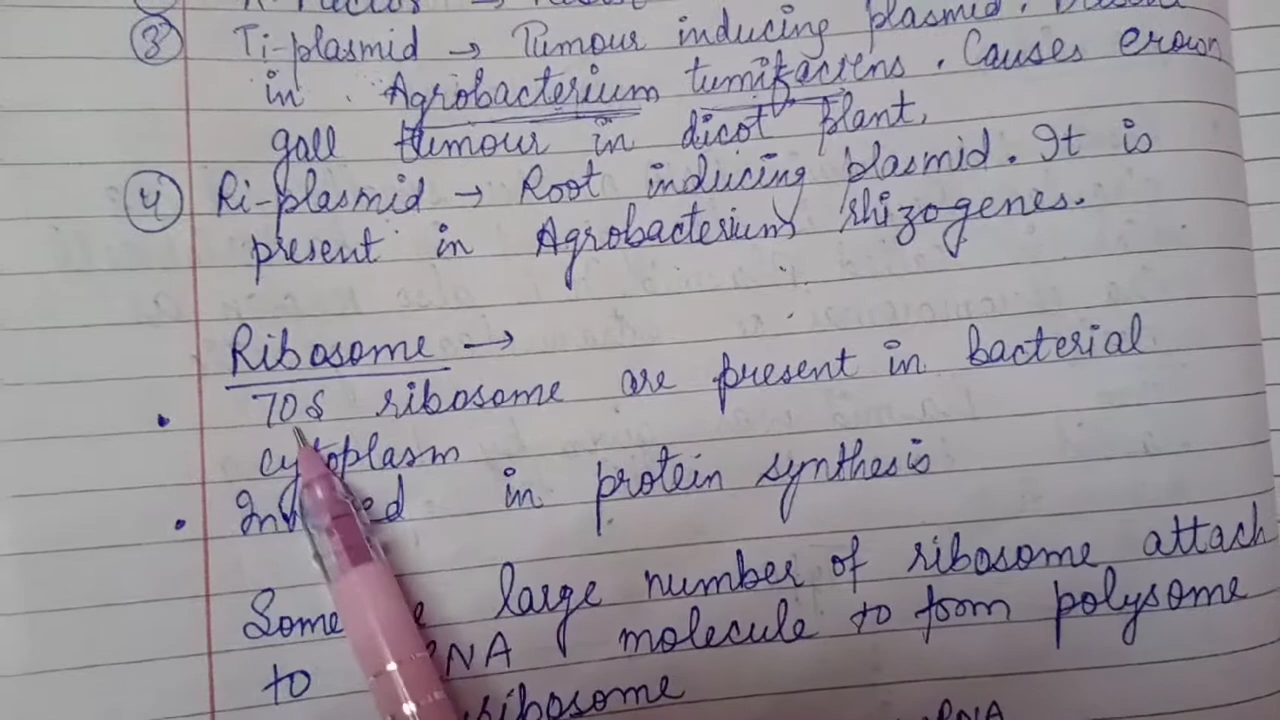 ③ Ti-plasmid → Tumour inducing plasmid.
in Agrobacterium tumifaciens. Causes crown
gall tumour in dicot plant.
④ Ri-plasmid → Root inducing plasmid. It is
present in Agrobacterium rhizogenes.
Ribosome →
• 70S ribosome are present in bacterial
cytoplasm
• in protein synthesis
large number of ribosome attach
to molecule to form polysome
ribosome